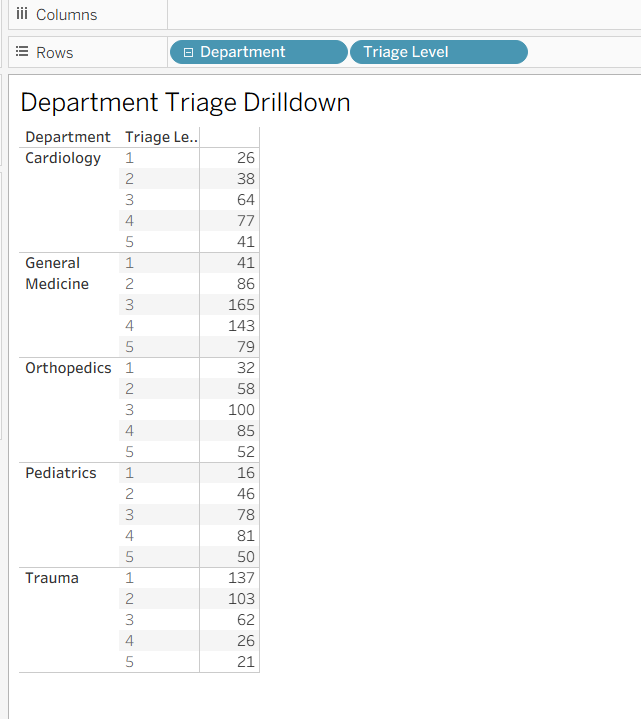 Columns
Rows Department Triage Level
Department Triage Drilldown
Department Triage Le..
Cardiology 1 26
2 38
3 64
4 77
5 41
General 1 41
Medicine 2 86
3 165
4 143
5 79
Orthopedics 1 32
2 58
3 100
4 85
5 52
Pediatrics 1 16
2 46
3 78
4 81
5 50
Trauma 1 137
2 103
3 62
4 26
5 21